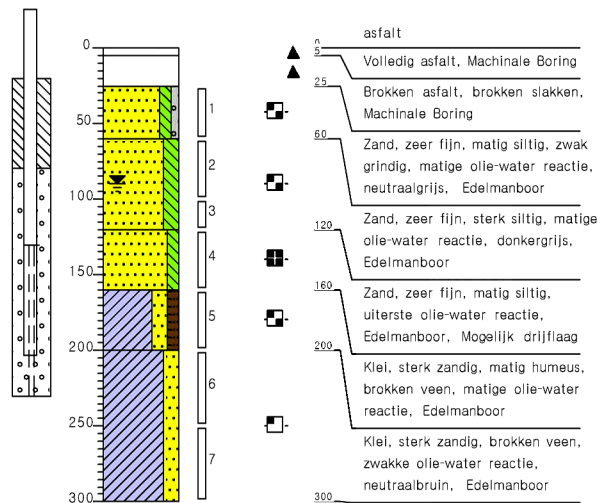 asfalt
0
0
5
Volledig asfalt, Machinale Boring
25
Brokken asfalt, brokken slakken,
Machinale Boring
1
50
60
Zand, zeer fijn, matig siltig, zwak
grindig, matige olie-water reactie,
neutraalgrijs, Edelmanboor
2
100
3
120
Zand, zeer fijn, sterk siltig, matige
olie-water reactie, donkergrijs,
Edelmanboor
4
150
160
Zand, zeer fijn, matig siltig,
uiterste olie-water reactie,
Edelmanboor, Mogelijk drijflaag
5
200
200
Klei, sterk zandig, matig humeus,
brokken veen, matige olie-water
reactie, Edelmanboor
6
250
Klei, sterk zandig, brokken veen,
zwakke olie-water reactie,
neutraalbruin, Edelmanboor
7
300
300